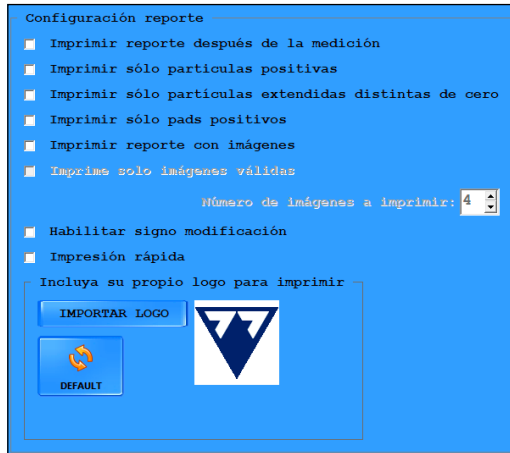 Configuración reporte
Imprimir reporte después de la medición
Imprimir sólo particulas positivas
Imprimir sólo partículas extendidas distintas de cero
Imprimir sólo pads positivos
Imprimir reporte con imágenes
Imprime solo imágenes válidas
Número de imágenes a imprimir: 4
Habilitar signo modificación
Impresión rápida
Incluya su propio logo para imprimir
IMPORTAR LOGO
77
DEFAULT